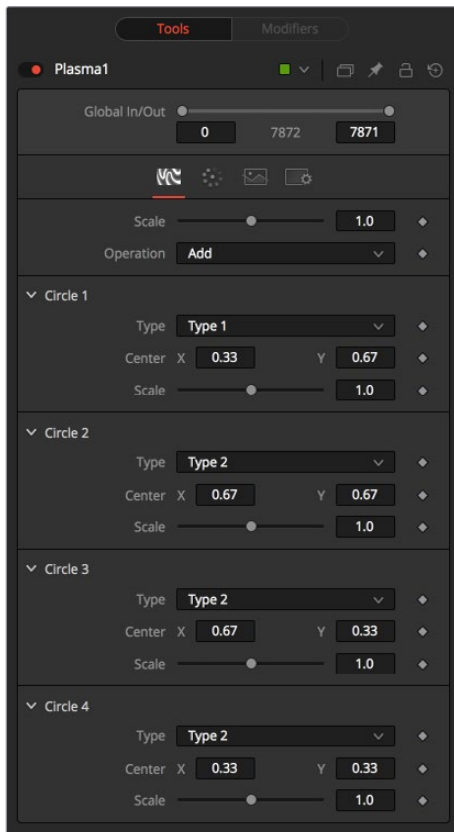 Tools Modifiers
Plasma1
Global In/Out
0 7872 7871
Scale 1.0
Operation Add
Circle 1
Type Type 1
Center X 0.33 Y 0.67
Scale 1.0
Circle 2
Type Type 2
Center X 0.67 Y 0.67
Scale 1.0
Circle 3
Type Type 2
Center X 0.67 Y 0.33
Scale 1.0
Circle 4
Type Type 2
Center X 0.33 Y 0.33
Scale 1.0